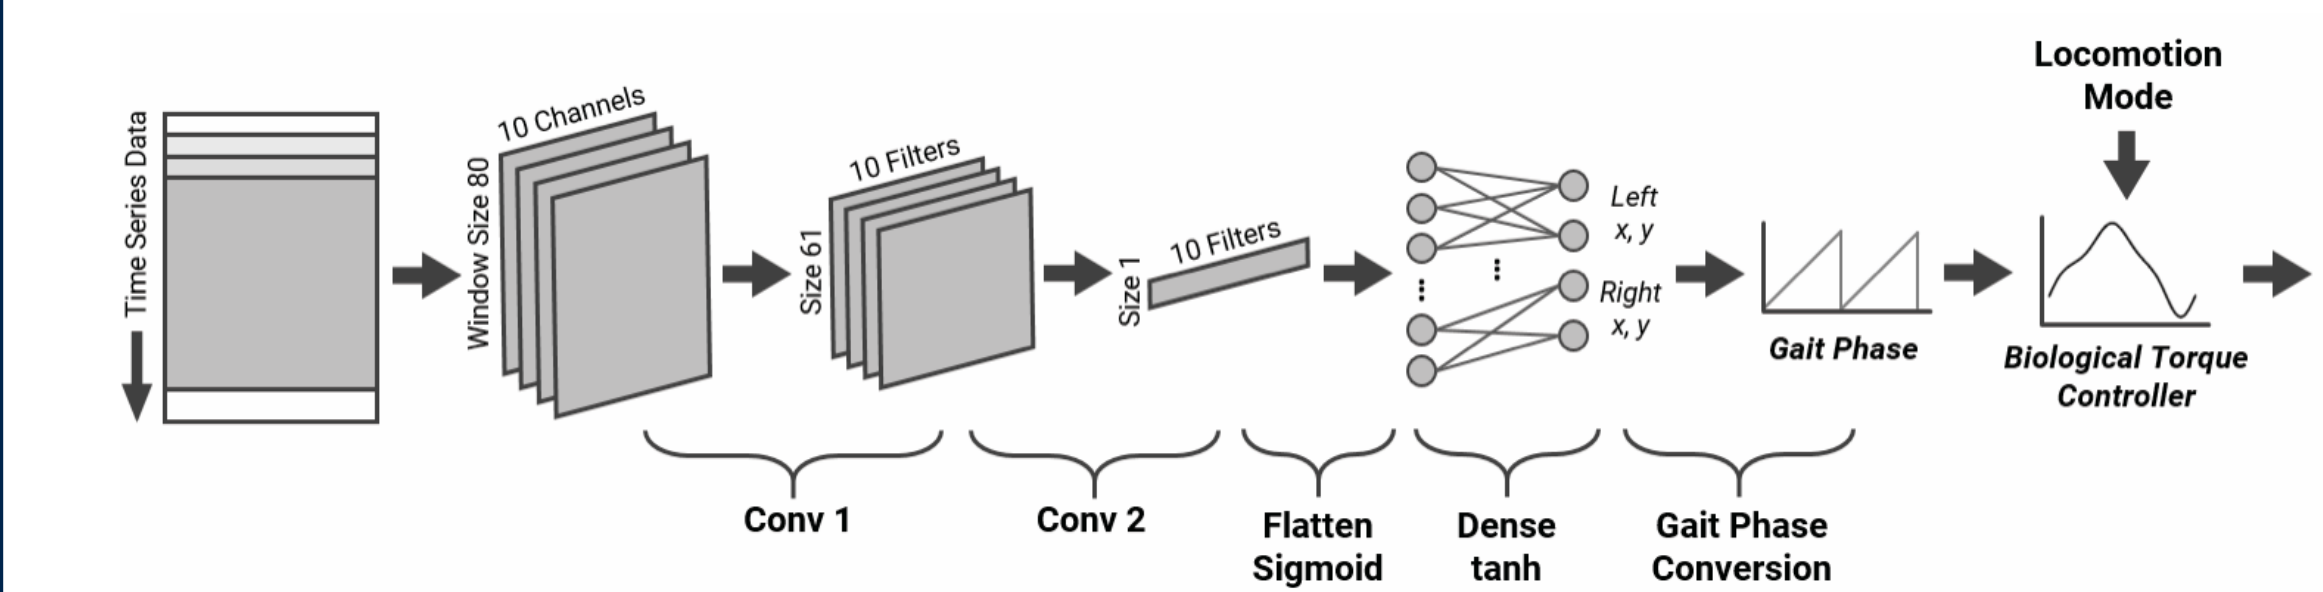 Time Series Data
Window Size 80
10 Channels
Size 61
10 Filters
Size 1
10 Filters
Left
x, y
Right
x, y
Gait Phase
Locomotion
Mode
Biological Torque
Controller
Conv 1
Conv 2
Flatten
Sigmoid
Dense
tanh
Gait Phase
Conversion